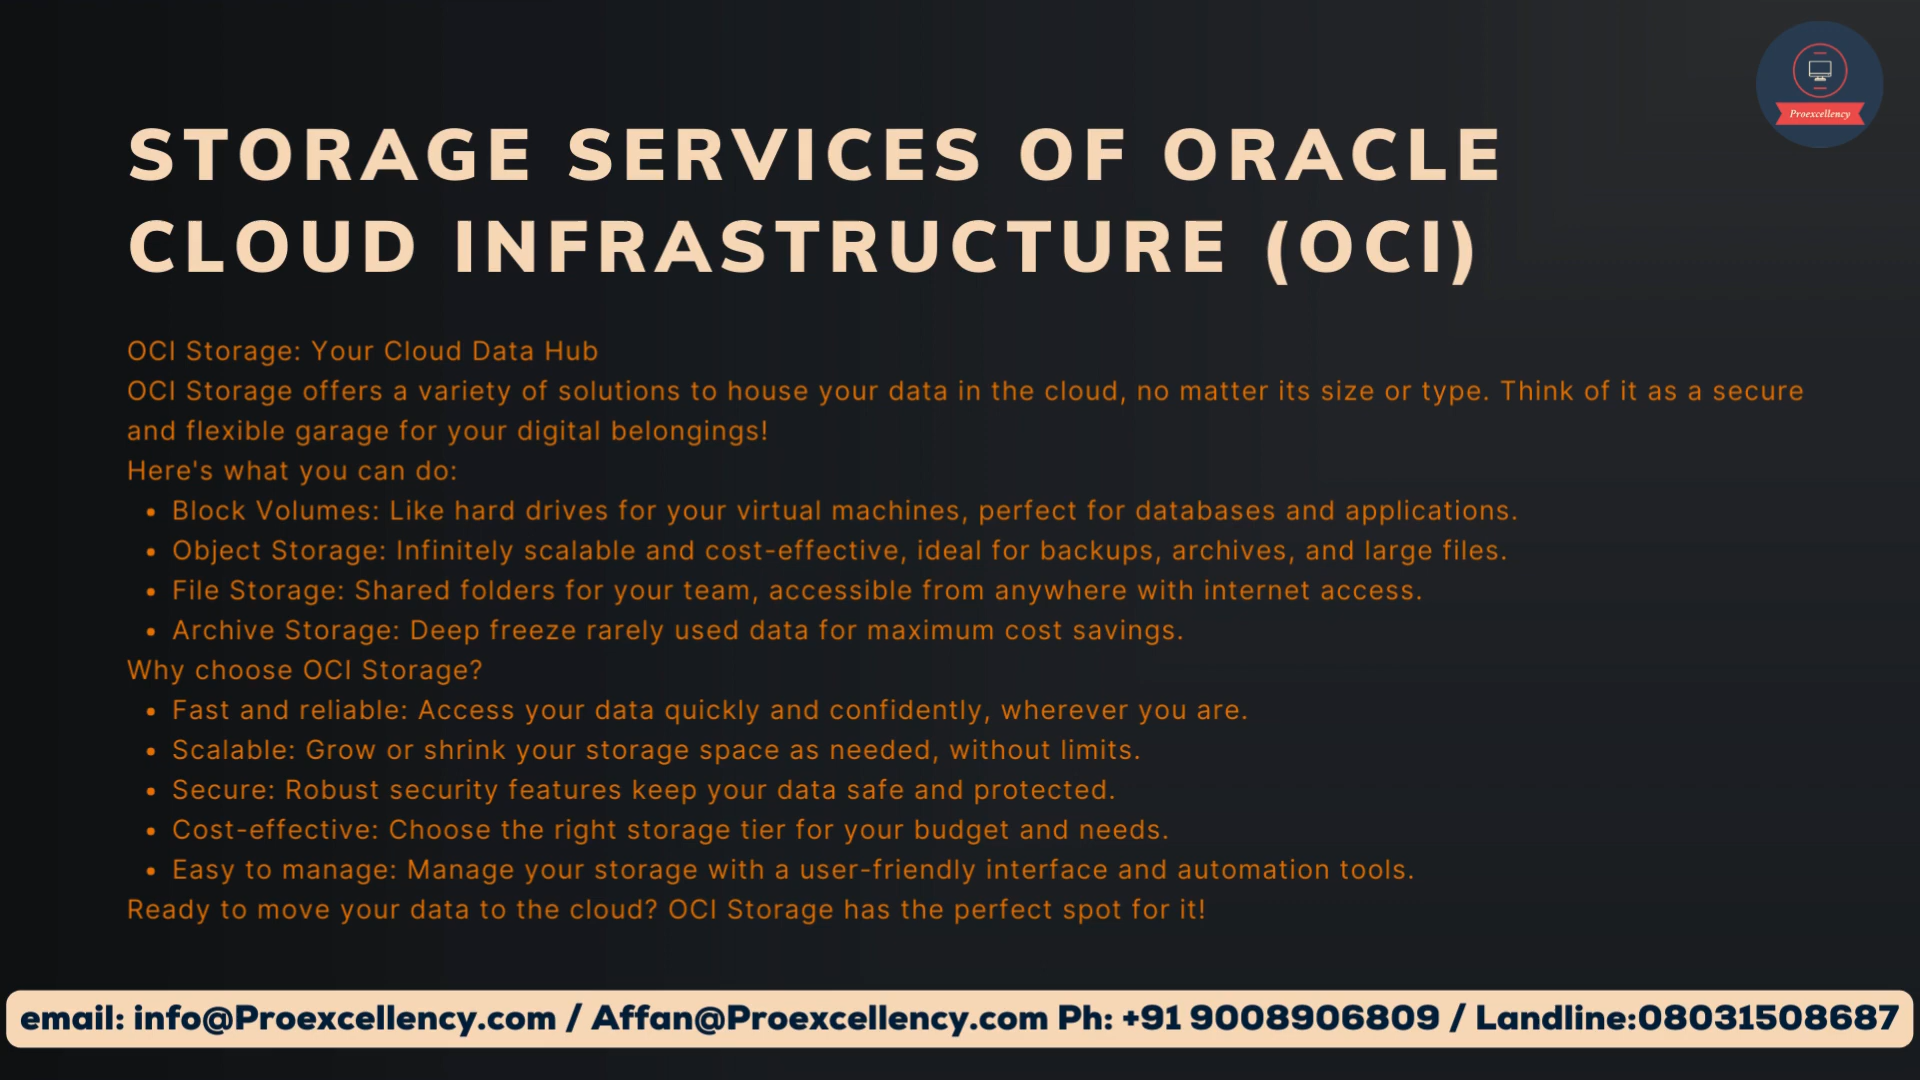 Proexcellency
STORAGE SERVICES OF ORACLE
CLOUD INFRASTRUCTURE (OCI)
OCI Storage: Your Cloud Data Hub
OCI Storage offers a variety of solutions to house your data in the cloud, no matter its size or type. Think of it as a secure
and flexible garage for your digital belongings!
Here's what you can do:
• Block Volumes: Like hard drives for your virtual machines, perfect for databases and applications.
• Object Storage: Infinitely scalable and cost-effective, ideal for backups, archives, and large files.
• File Storage: Shared folders for your team, accessible from anywhere with internet access.
• Archive Storage: Deep freeze rarely used data for maximum cost savings.
Why choose OCI Storage?
• Fast and reliable: Access your data quickly and confidently, wherever you are.
• Scalable: Grow or shrink your storage space as needed, without limits.
• Secure: Robust security features keep your data safe and protected.
• Cost-effective: Choose the right storage tier for your budget and needs.
• Easy to manage: Manage your storage with a user-friendly interface and automation tools.
Ready to move your data to the cloud? OCI Storage has the perfect spot for it!
email: info@Proexcellency.com / Affan@Proexcellency.com Ph: +91 9008906809 / Landline:08031508687